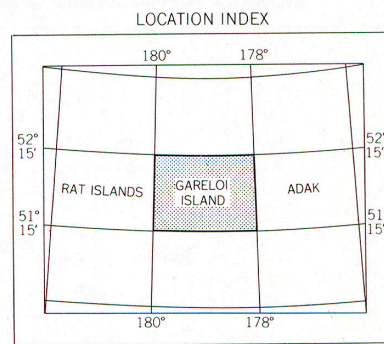 LOCATION INDEX
180° 178°
52°
15'
52°
15'
RAT ISLANDS
GARELOI
ISLAND
ADAK
51°
15'
51°
15'
180° 178°